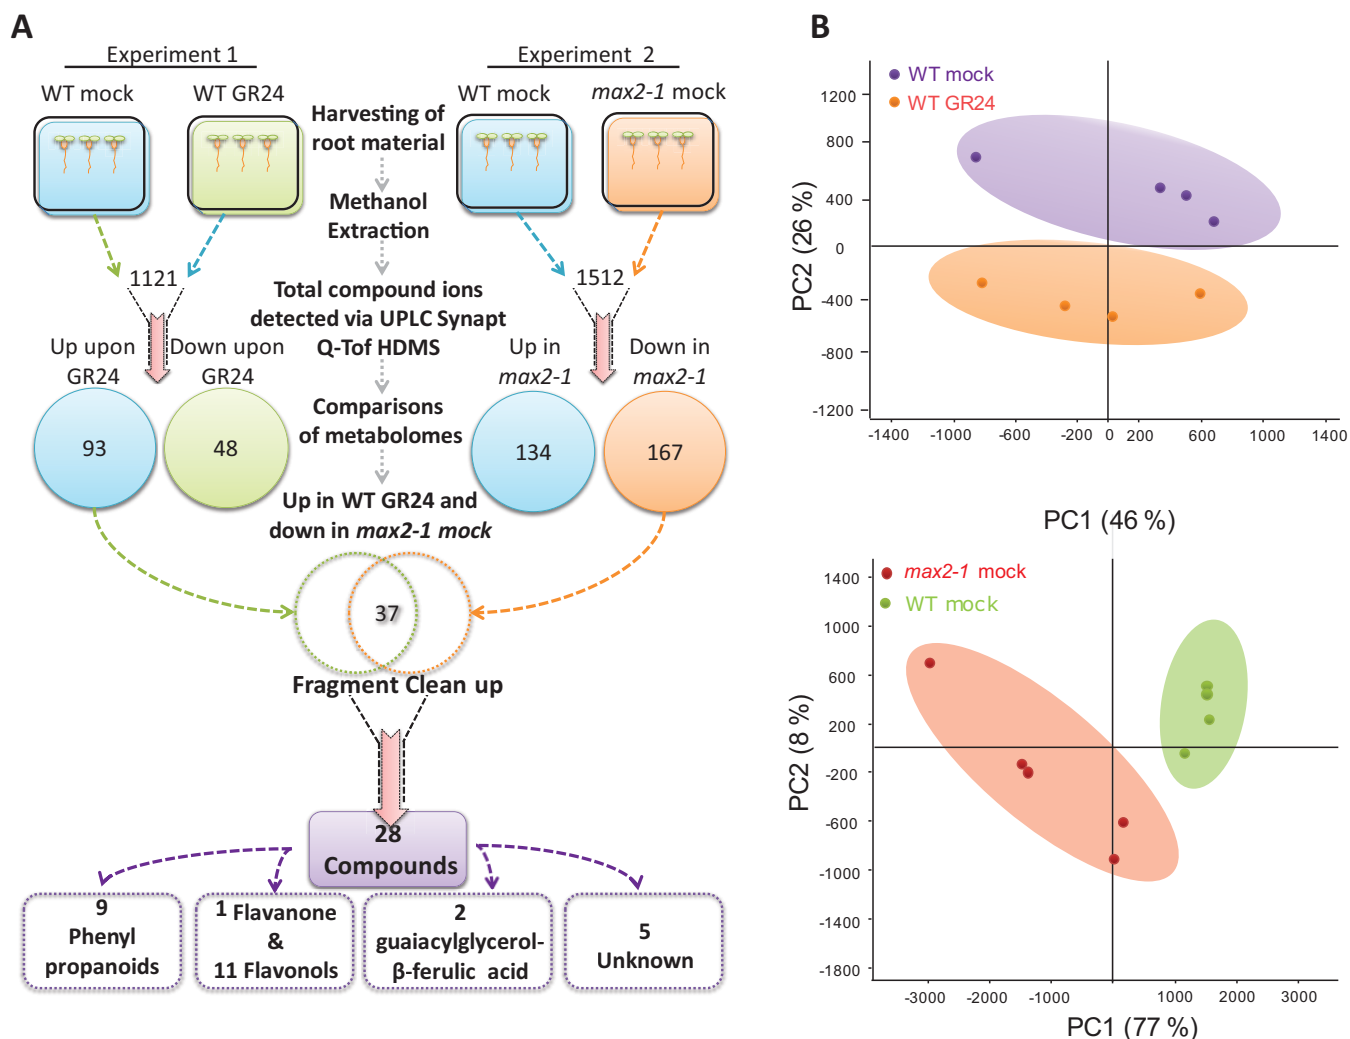 A
Experiment 1
WT mock
WT GR24
Harvesting of
root material
Experiment 2
WT mock
max2-1 mock
Methanol
Extraction
1121
1512
Total compound ions
detected via UPLC Synapt
Q-Tof HDMS
Up upon
GR24
Down upon
GR24
Up in
max2-1
Down in
max2-1
Comparisons
of metabolomes
93
48
134
167
Up in WT GR24 and
down in max2-1 mock
37
Fragment Clean up
28
Compounds
9
Phenyl
propanoids
1 Flavanone
&
11 Flavonols
2
guaiacylglycerol-
β-ferulic acid
5
Unknown
B
WT mock
WT GR24
PC2 (26 %)
1200
800
400
0
-400
-800
-1200
-1400 -1000 -600 -200 0 200 600 1000 1400
PC1 (46 %)
max2-1 mock
WT mock
PC2 (8 %)
1400
1000
600
200
-200
-600
-1000
-1400
-1800
-3000 -2000 -1000 1000 2000 3000
PC1 (77 %)